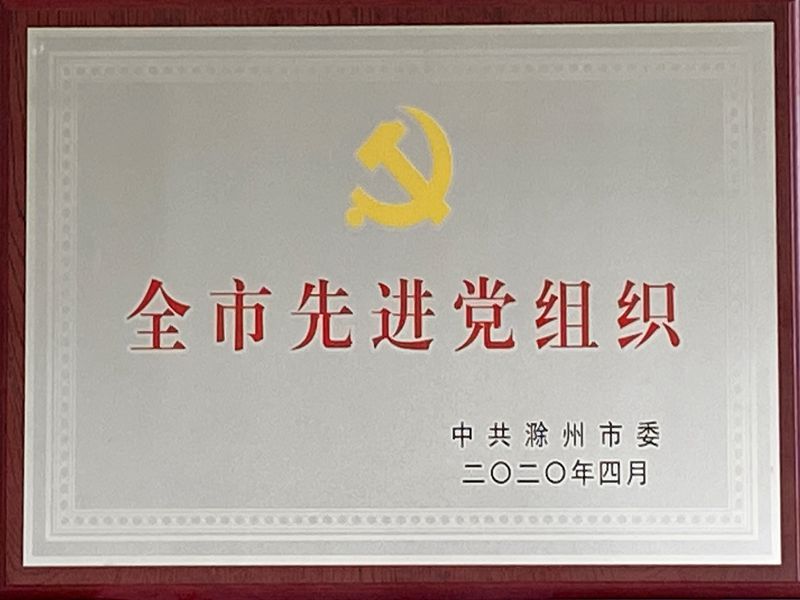 全市先进党组织
中共滁州市委
二〇二〇年四月